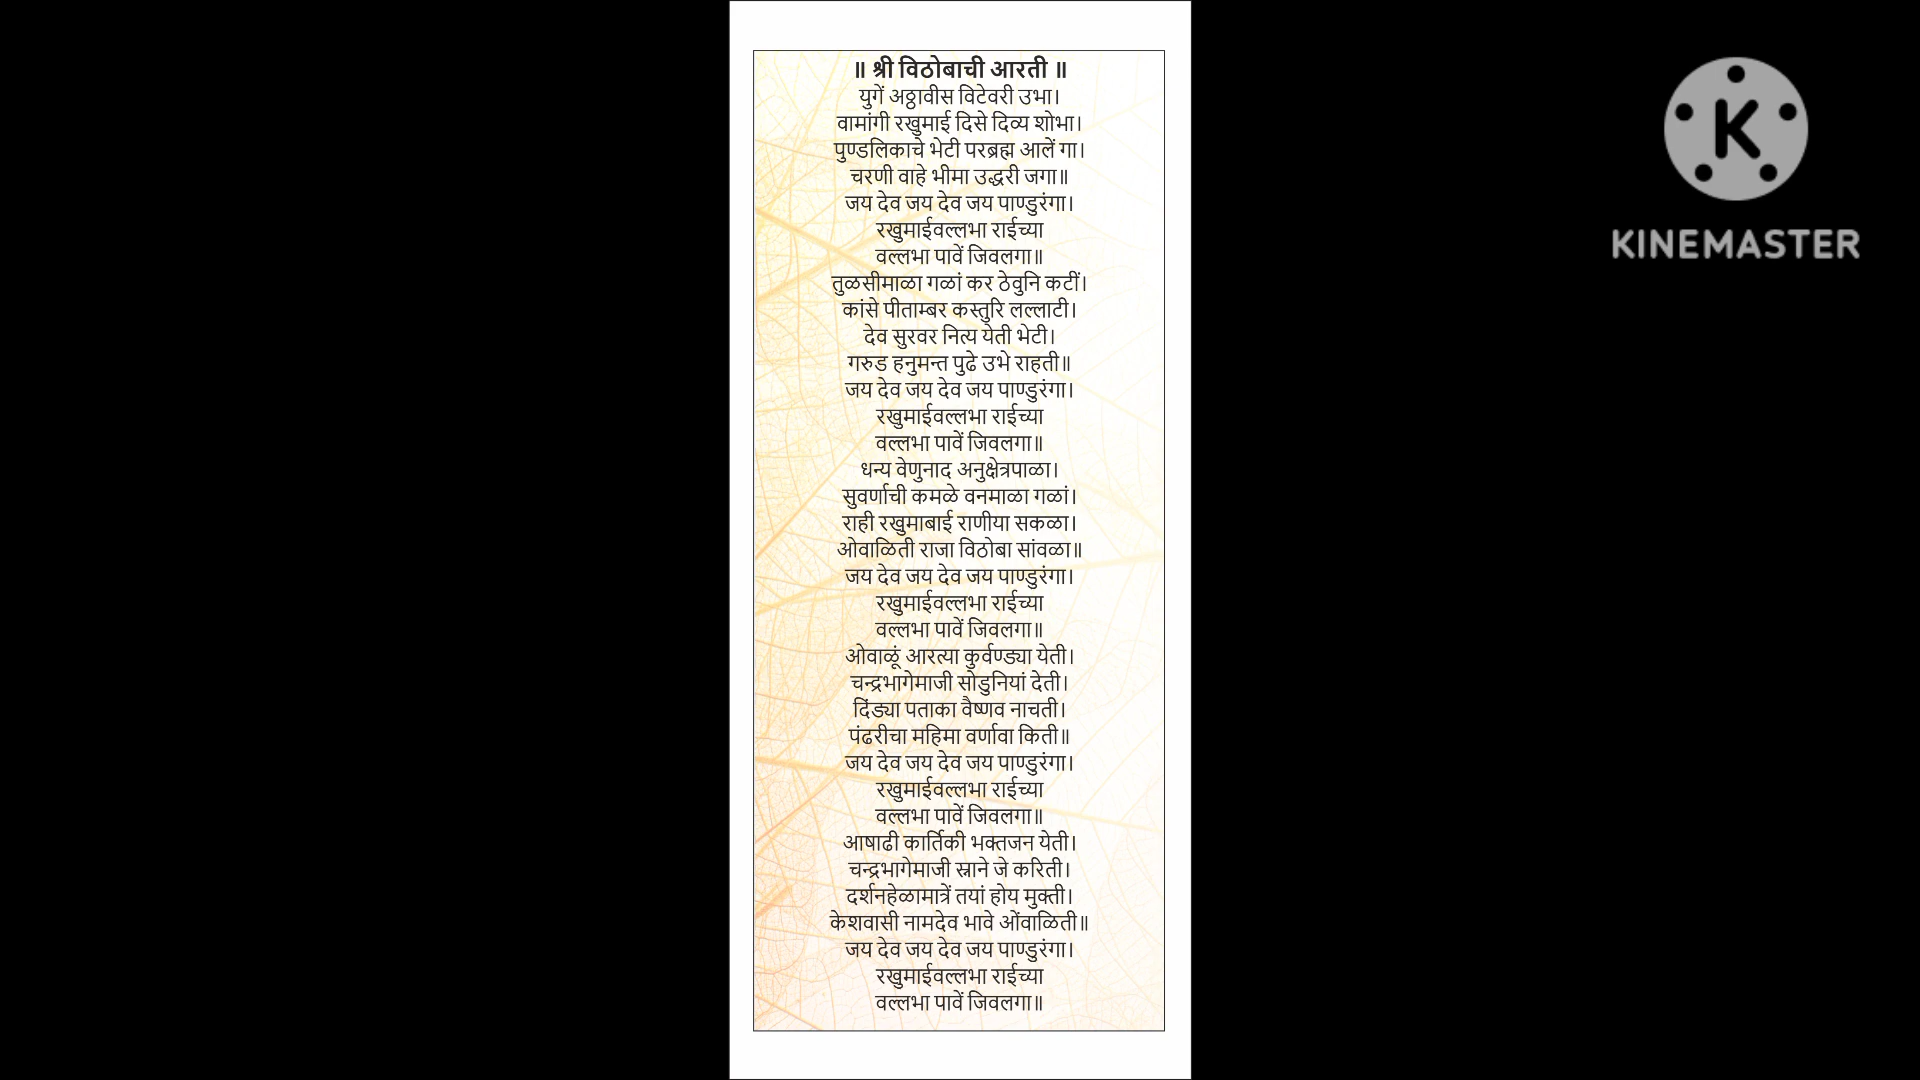 ॥ श्री विठोबाची आरती ॥
युगें अठ्ठावीस विटेवरी उभा।
वामांगी रखुमाई दिसे दिव्य शोभा।
पुण्डलिकाचे भेटी परब्रह्म आलें गा।
चरणी वाहे भीमा उद्धरी जगा॥
जय देव जय देव जय पाण्डुरंगा।
रखुमाईवल्लभा राईच्या
वल्लभा पावें जिवलगा॥
तुळसीमाळा गळां कर ठेवुनि कटीं।
कांसे पीताम्बर कस्तुरि लल्लाटी।
देव सुरवर नित्य येती भेटी।
गरुड हनुमन्त पुढे उभे राहती॥
जय देव जय देव जय पाण्डुरंगा।
रखुमाईवल्लभा राईच्या
वल्लभा पावें जिवलगा॥
धन्य वेणुनाद अनुक्षेत्रपाळा।
सुवर्णाची कमळे वनमाळा गळां।
राही रखुमाबाई राणीया सकळा।
ओवाळिती राजा विठोबा सांवळा॥
जय देव जय देव जय पाण्डुरंगा।
रखुमाईवल्लभा राईच्या
वल्लभा पावें जिवलगा॥
ओवाळूं आरत्या कुर्वण्ड्या येती।
चन्द्रभागेमाजी सोडुनियां देती।
दिंड्या पताका वैष्णव नाचती।
पंढरीचा महिमा वर्णावा किती॥
जय देव जय देव जय पाण्डुरंगा।
रखुमाईवल्लभा राईच्या
वल्लभा पावें जिवलगा॥
आषाढी कार्तिकी भक्तजन येती।
चन्द्रभागेमाजी स्नाने जे करिती।
दर्शनहेळामात्रें तयां होय मुक्ती।
केशवासी नामदेव भावे ओंवाळिती॥
जय देव जय देव जय पाण्डुरंगा।
रखुमाईवल्लभा राईच्या
वल्लभा पावें जिवलगा॥
K
KINEMASTER